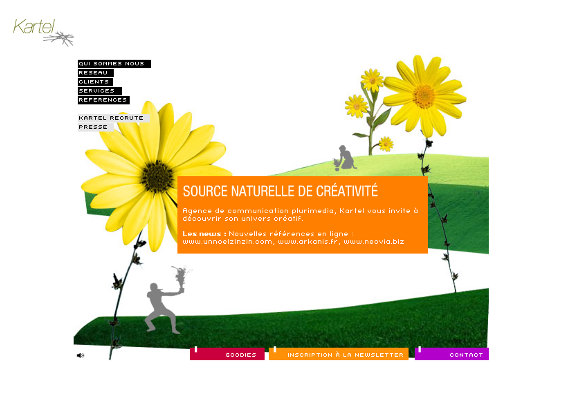 Kartel
QUI SOMMES NOUS
RESEAU
CLIENTS
SERVICES
REFERENCES
KARTEL RECRUTE
PRESSE
SOURCE NATURELLE DE CRÉATIVITÉ
Agence de communication plurimedia, Kartel vous invite à
découvrir son univers créatif.
Les news : Nouvelles références en ligne :
www.unnoelzinzin.com, www.arkanis.fr, www.neovia.biz
GOODIES
INSCRIPTION À LA NEWSLETTER
CONTACT